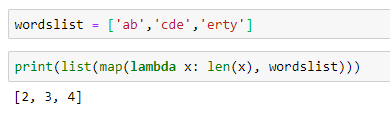 wordslist = ['ab','cde','erty']
print(list(map(lambda x: len(x), wordslist)))
[2, 3, 4]